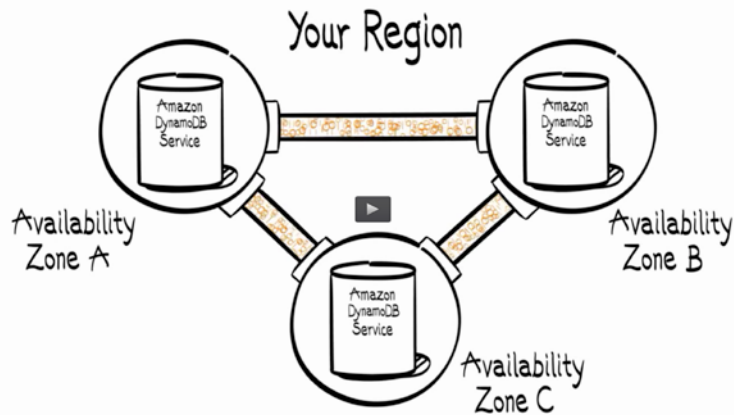 Your Region
Amazon
DynamoDB
Service
Amazon
DynamoDB
Service
Availability
Zone A
Availability
Zone B
Amazon
DynamoDB
Service
Availability
Zone C